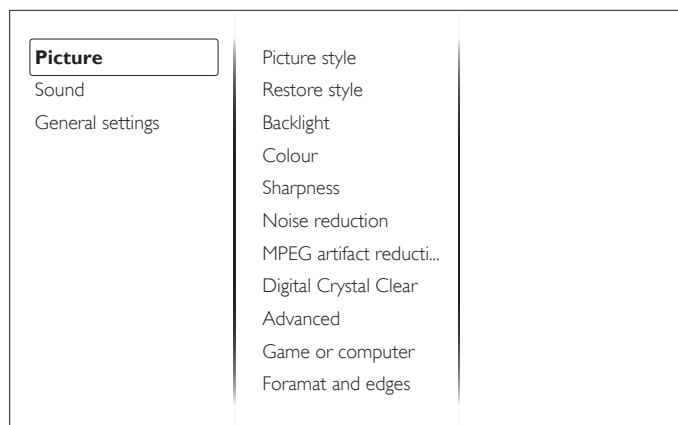 Picture
Sound
General settings
Picture style
Restore style
Backlight
Colour
Sharpness
Noise reduction
MPEG artifact reducti...
Digital Crystal Clear
Advanced
Game or computer
Foramat and edges